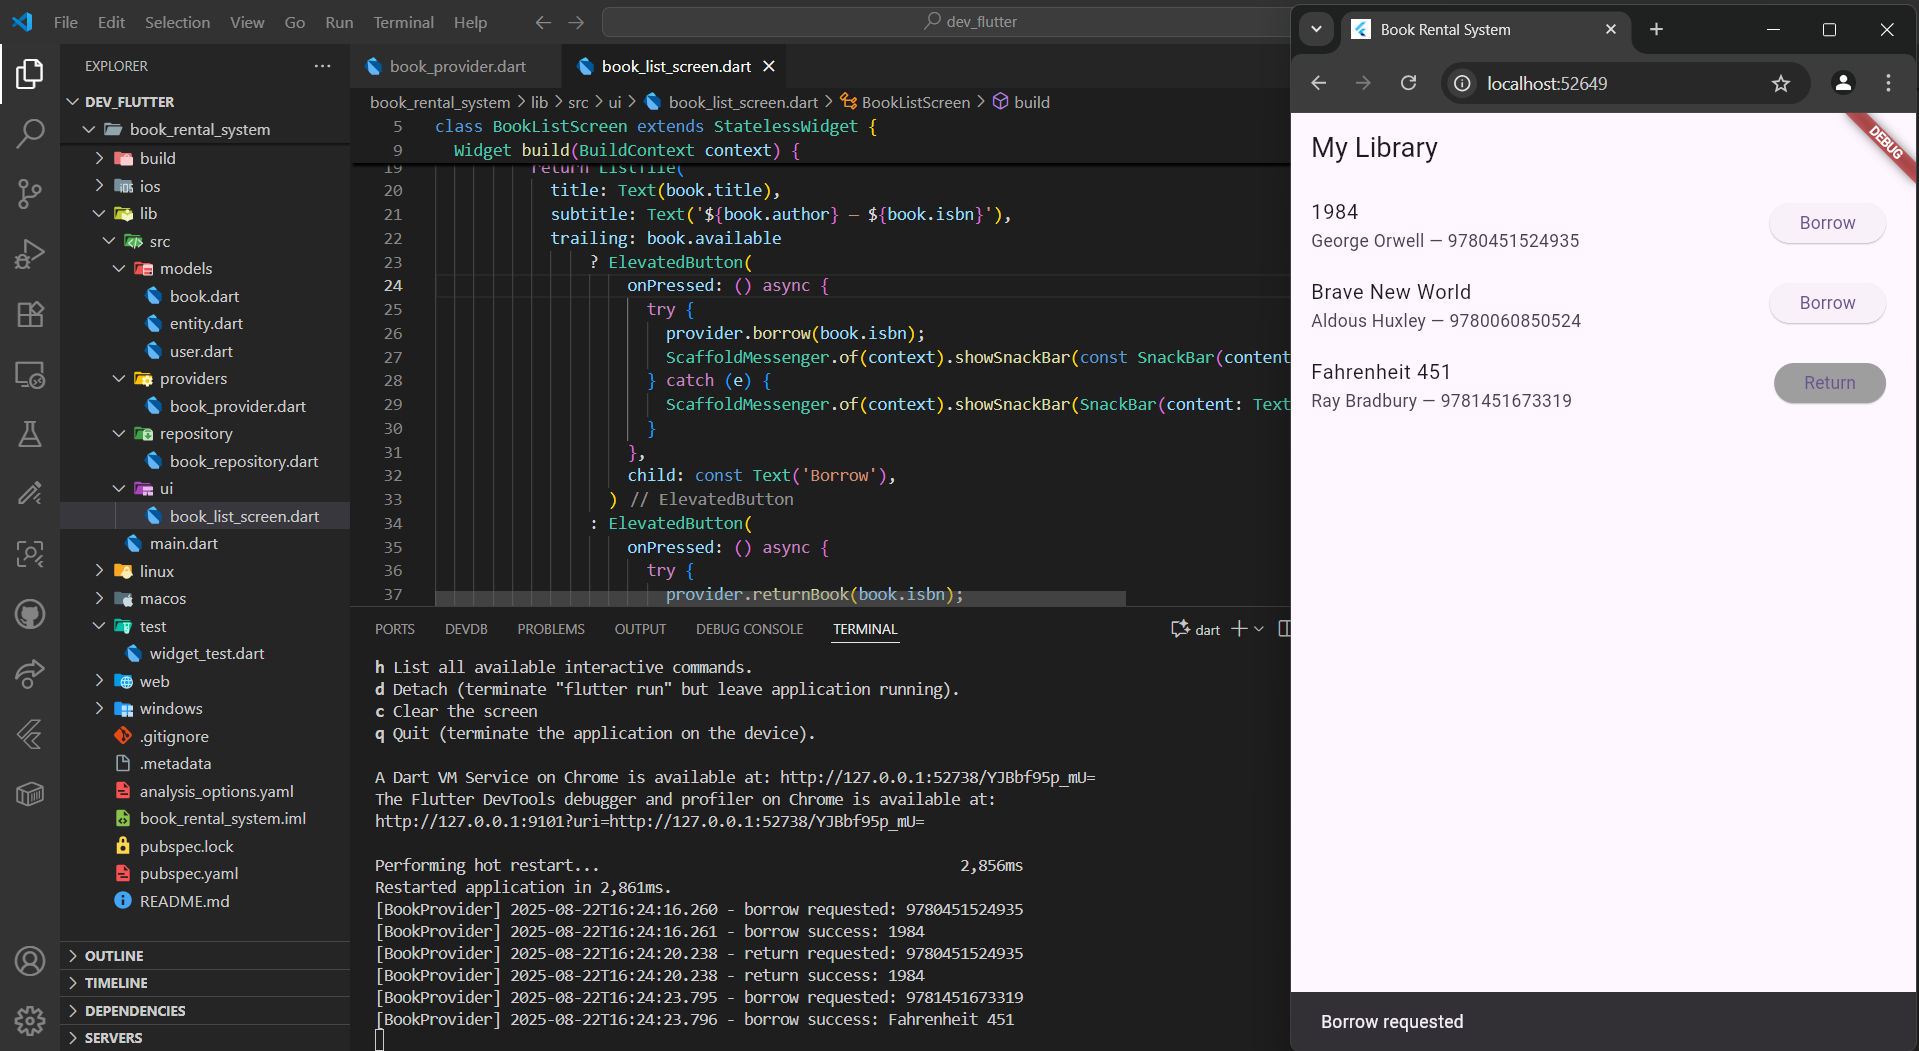 File Edit Selection View Go Run Terminal Help
dev_flutter
EXPLORER
DEV_FLUTTER
book_rental_system
build
ios
lib
src
models
book.dart
entity.dart
user.dart
providers
book_provider.dart
repository
book_repository.dart
ui
book_list_screen.dart
main.dart
linux
macos
test
widget_test.dart
web
windows
.gitignore
.metadata
analysis_options.yaml
book_rental_system.iml
pubspec.lock
pubspec.yaml
README.md
OUTLINE
TIMELINE
DEPENDENCIES
SERVERS
book_provider.dart
book_list_screen.dart
book_rental_system > lib > src > ui > book_list_screen.dart > BookListScreen > build
5 class BookListScreen extends StatelessWidget {
9 Widget build(BuildContext context) {
19 return ListTile(
20 title: Text(book.title),
21 subtitle: Text('${book.author} — ${book.isbn}'),
22 trailing: book.available
23 ? ElevatedButton(
24 onPressed: () async {
25 try {
26 provider.borrow(book.isbn);
27 ScaffoldMessenger.of(context).showSnackBar(const SnackBar(content
28 } catch (e) {
29 ScaffoldMessenger.of(context).showSnackBar(SnackBar(content: Text
30 }
31 },
32 child: const Text('Borrow'),
33 ) // ElevatedButton
34 : ElevatedButton(
35 onPressed: () async {
36 try {
37 provider.returnBook(book.isbn);
PORTS DEVDB PROBLEMS OUTPUT DEBUG CONSOLE TERMINAL
dart
h List all available interactive commands.
d Detach (terminate "flutter run" but leave application running).
c Clear the screen
q Quit (terminate the application on the device).
A Dart VM Service on Chrome is available at: http://127.0.0.1:52738/YJBbf95p_mU=
The Flutter DevTools debugger and profiler on Chrome is available at:
http://127.0.0.1:9101?uri=http://127.0.0.1:52738/YJBbf95p_mU=
Performing hot restart... 2,856ms
Restarted application in 2,861ms.
[BookProvider] 2025-08-22T16:24:16.260 - borrow requested: 9780451524935
[BookProvider] 2025-08-22T16:24:16.261 - borrow success: 1984
[BookProvider] 2025-08-22T16:24:20.238 - return requested: 9780451524935
[BookProvider] 2025-08-22T16:24:20.238 - return success: 1984
[BookProvider] 2025-08-22T16:24:23.795 - borrow requested: 9781451673319
[BookProvider] 2025-08-22T16:24:23.796 - borrow success: Fahrenheit 451
Book Rental System
localhost:52649
DEBUG
My Library
1984
George Orwell — 9780451524935
Borrow
Brave New World
Aldous Huxley — 9780060850524
Borrow
Fahrenheit 451
Ray Bradbury — 9781451673319
Return
Borrow requested